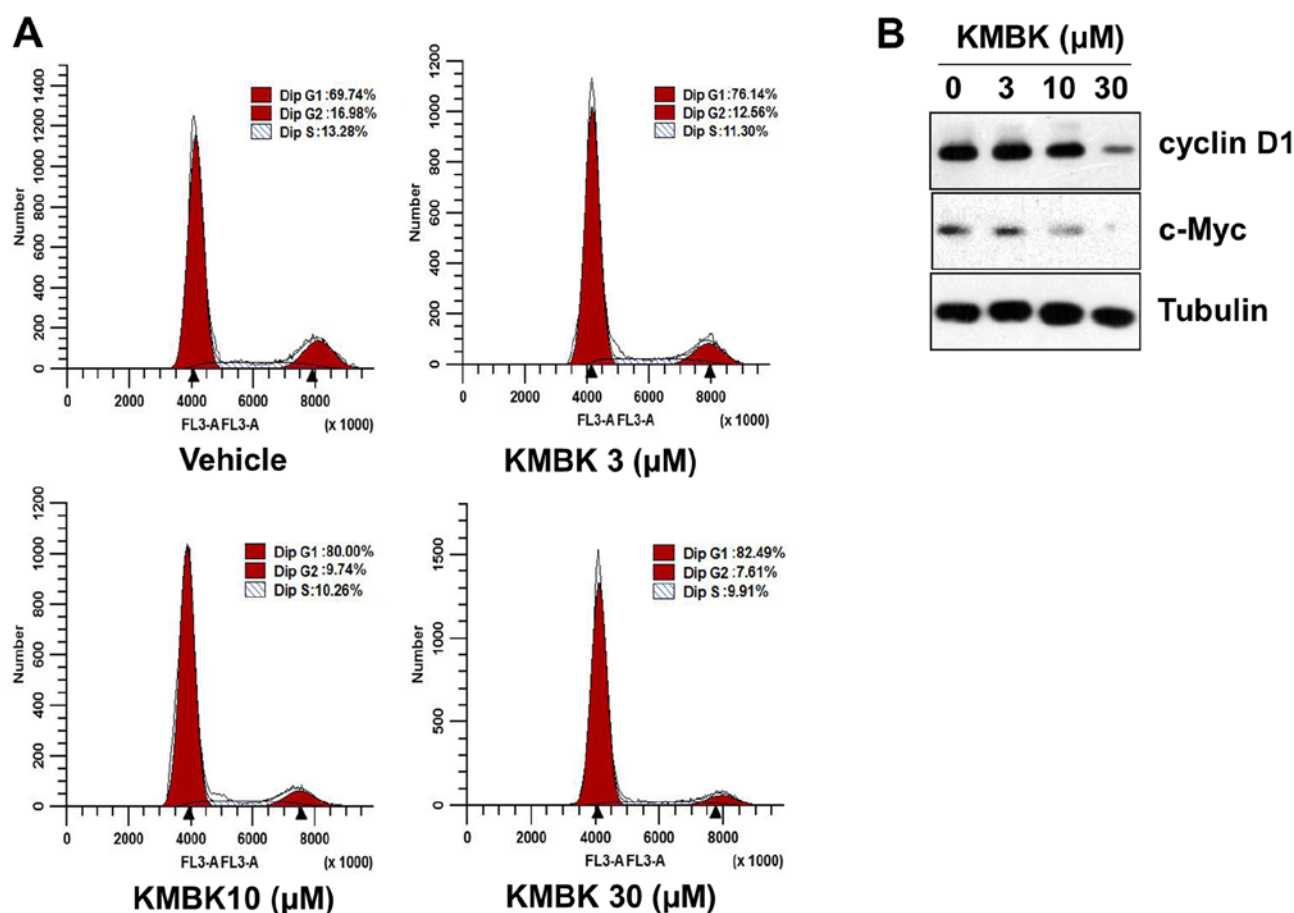 A
Dip G1:69.74%
Dip G2:16.98%
Dip S:13.28%
Number
0 200 400 600 800 1000 1200 1400
0 2000 4000 6000 8000
FL3-A FL3-A (x 1000)
Vehicle
Dip G1:76.14%
Dip G2:12.56%
Dip S:11.30%
Number
0 200 400 600 800 1000 1200
0 2000 4000 6000 8000
FL3-A FL3-A (x 1000)
KMBK 3 (µM)
Dip G1:80.00%
Dip G2:9.74%
Dip S:10.26%
Number
0 200 400 600 800 1000 1200
0 2000 4000 6000 8000
FL3-A FL3-A (x 1000)
KMBK10 (µM)
Dip G1:82.49%
Dip G2:7.61%
Dip S:9.91%
Number
0 500 1000 1500
0 2000 4000 6000 8000
FL3-A FL3-A (x 1000)
KMBK 30 (µM)
B
KMBK (µM)
0 3 10 30
cyclin D1
c-Myc
Tubulin